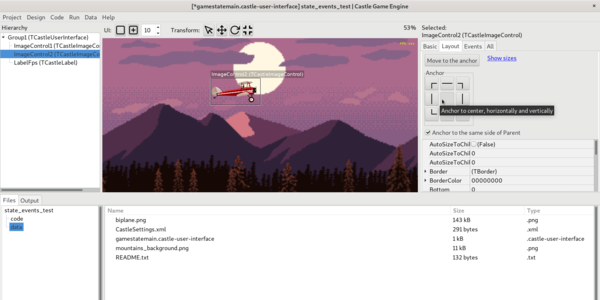 [*gamestatemain.castle-user-interface] state_events_test | Castle Game Engine
Project Design Code Run Data Help
Hierarchy
Group1 (TCastleUserInterface)
ImageControl1 (TCastleImageCo
ImageControl2 (TCastleImageCo
LabelFps (TCastleLabel)
UI: 10 Transform: 53%
ImageControl2 (TCastleImageControl)
Selected:
ImageControl2 (TCastleImageControl)
Basic Layout Events All
Move to the anchor Show sizes
Anchor
Anchor to center, horizontally and vertically
Anchor to the same side of Parent
AutoSizeToChil (False)
AutoSizeToChil 0
AutoSizeToChil 0
Border (TBorder)
BorderColor 00000000
Bottom 0
Files Output
state_events_test
code
data
Name Size Type
biplane.png 143 kB .png
CastleSettings.xml 291 bytes .xml
gamestatemain.castle-user-interface 1 kB .castle-user-interface
mountains_background.png 11 kB .png
README.txt 132 bytes .txt